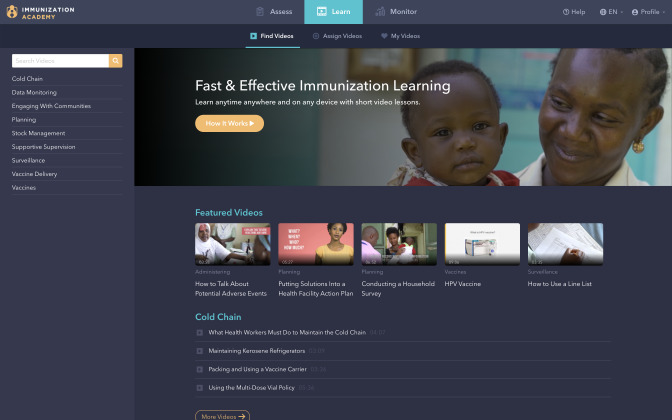 IMMUNIZATION
ACADEMY
Assess
Learn
Monitor
Help
EN
Profile
Find Videos
Assign Videos
My Videos
Search Videos
Cold Chain
Data Monitoring
Engaging With Communities
Planning
Stock Management
Supportive Supervision
Surveillance
Vaccine Delivery
Vaccines
Fast & Effective Immunization Learning
Learn anytime anywhere and on any device with short video lessons.
How It Works
Featured Videos
WHAT?
WHEN?
WHO?
HOW MUCH?
Administering
Planning
Planning
Vaccines
Surveillance
How to Talk About
Potential Adverse Events
Putting Solutions Into a
Health Facility Action Plan
Conducting a Household
Survey
HPV Vaccine
How to Use a Line List
Cold Chain
What Health Workers Must Do to Maintain the Cold Chain
Maintaining Kerosene Refrigerators
Packing and Using a Vaccine Carrier
Using the Multi-Dose Vial Policy
More Videos